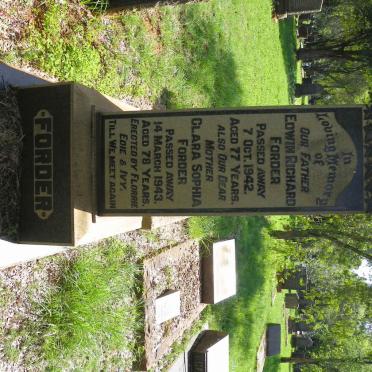 In
Loving Memory
of
Our Father
Edwin Richard
Forder
Passed Away
7 Oct. 1942.
Aged 77 Years.
Also Our Dear
Mother
Clara Sophia
Forder
Passed Away
14 March 1943.
Aged 78 Years.
Erected by Florrie,
Edie & Ivy.
Till We Meet Again
FORDER